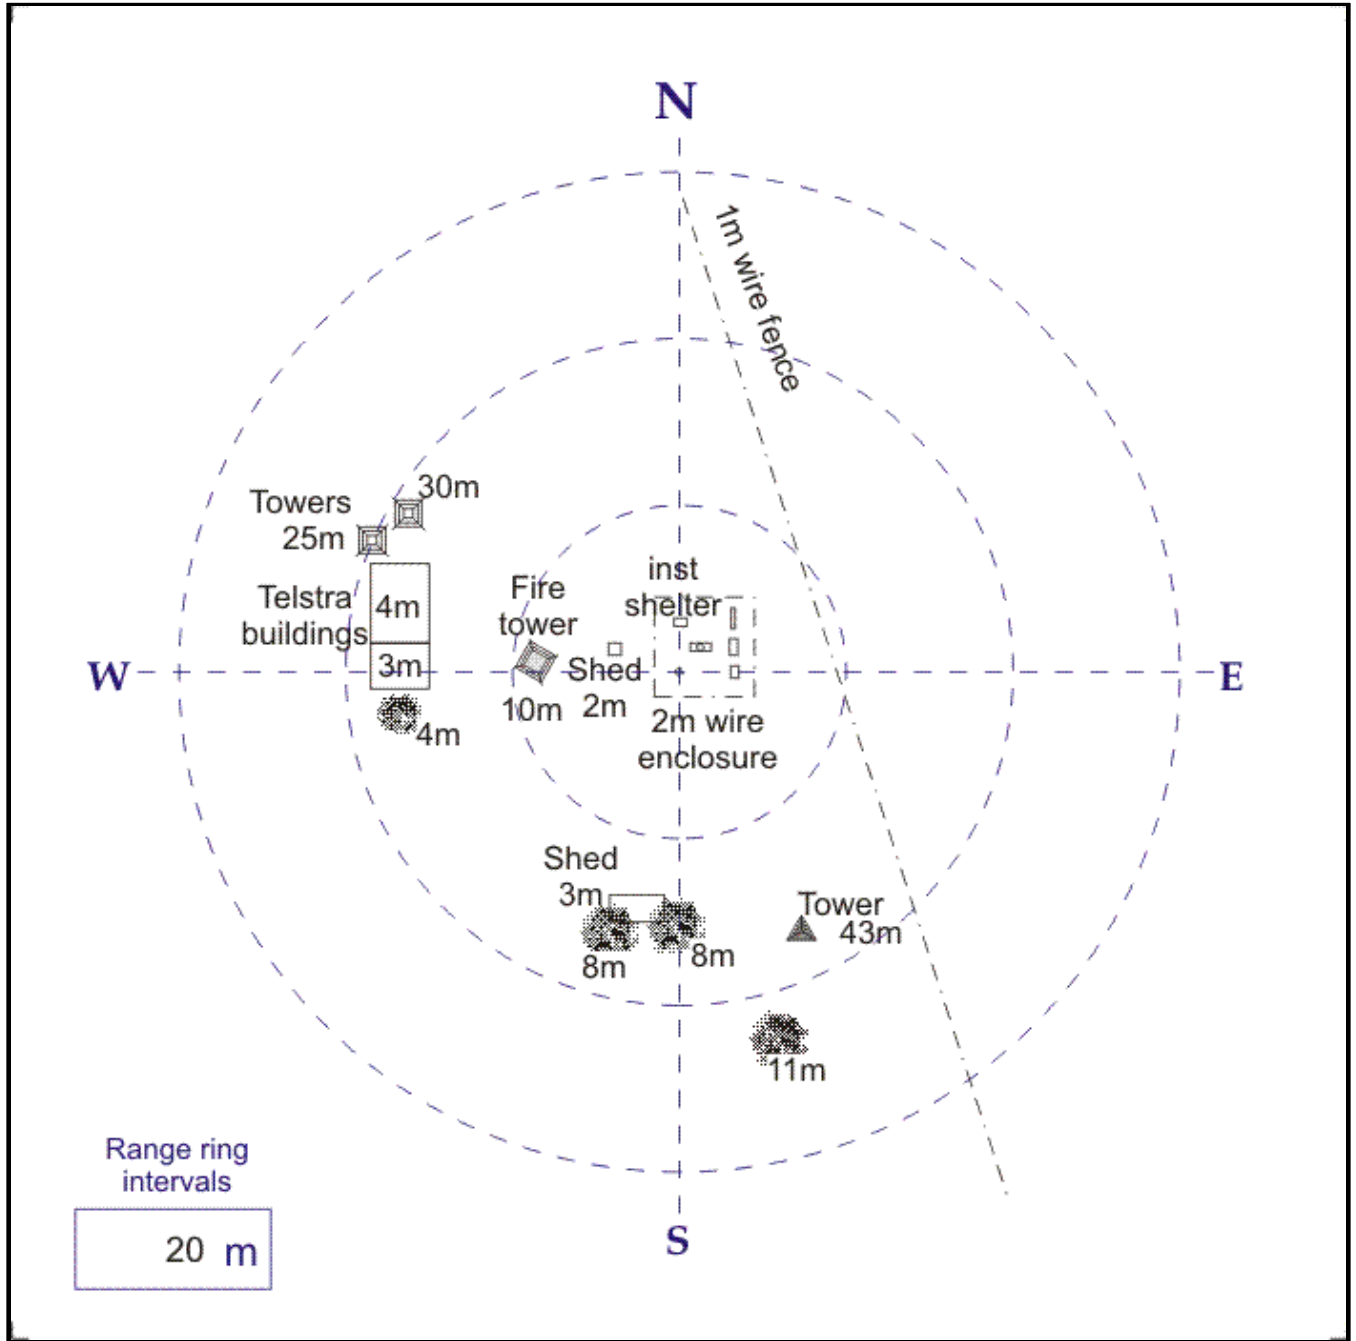 N
1m wire fence
30m
Towers
25m
inst
shelter
Fire
tower
Telstra
buildings
4m
3m
W
E
Shed
2m
10m
2m wire
enclosure
4m
Shed
3m
Tower
43m
8m
8m
11m
Range ring
intervals
20 m
S